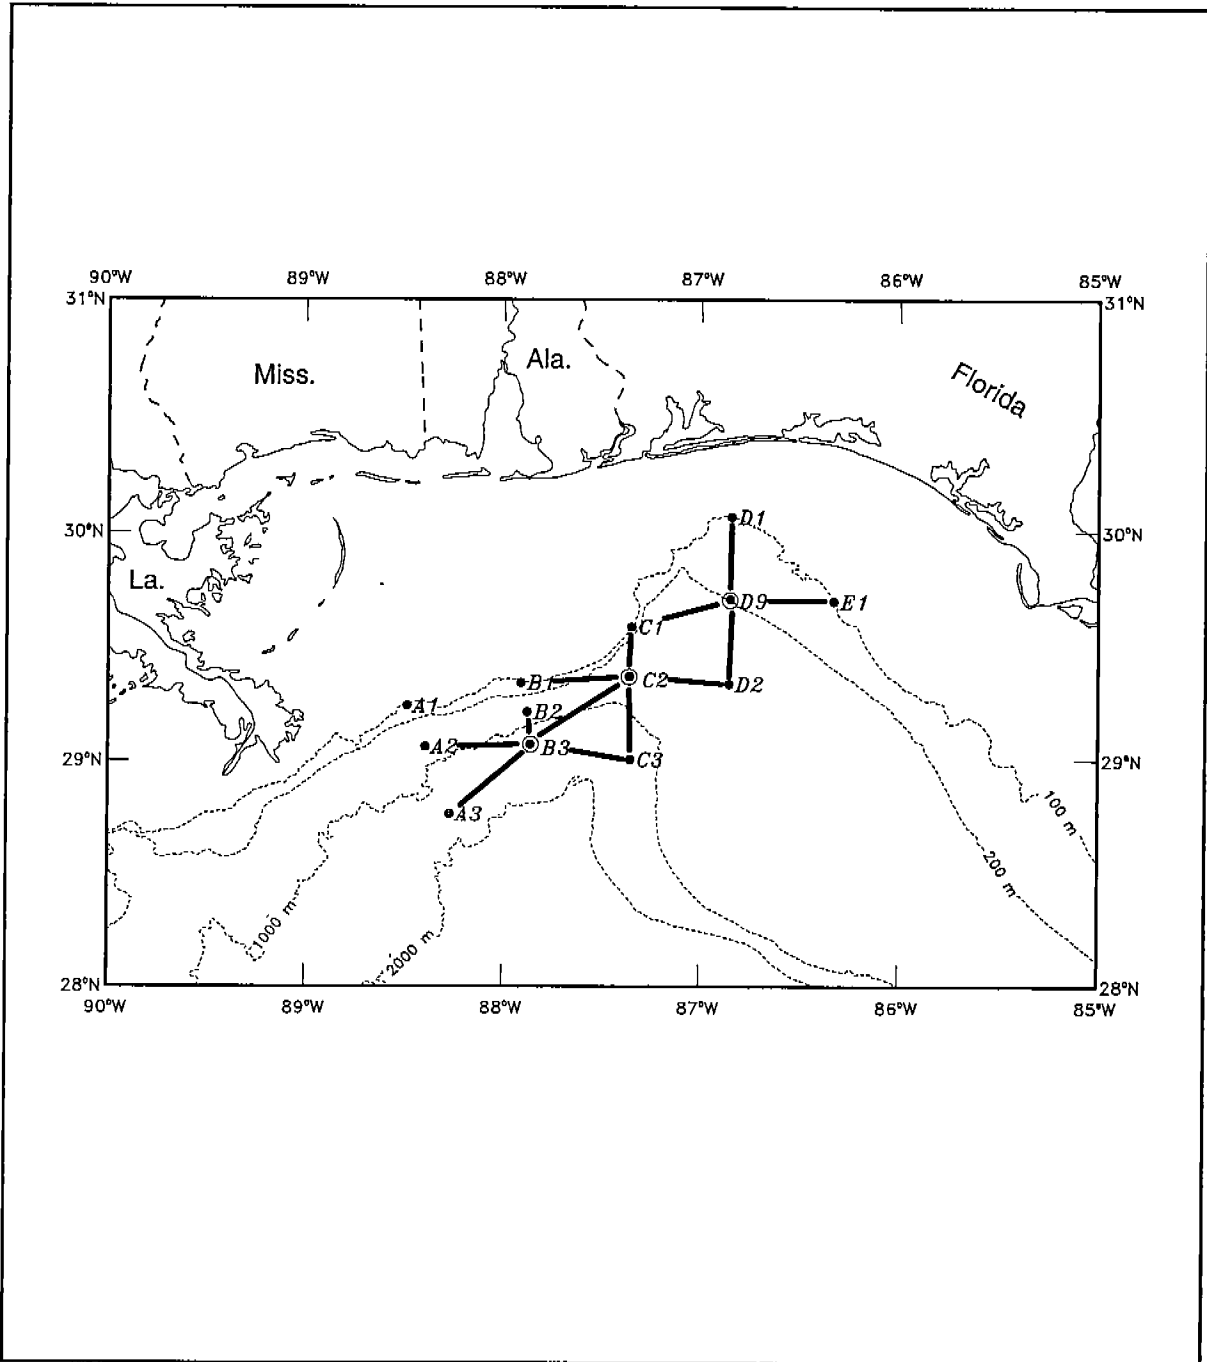 90°W 89°W 88°W 87°W 86°W 85°W
31°N 31°N
Ala.
Miss.
Florida
D1
30°N 30°N
La.
D9 E1
C1
B1 C2 D2
A1 B2
A2 B3 C3
29°N 29°N
A3
100 m
200 m
1000 m
2000 m
28°N 28°N
90°W 89°W 88°W 87°W 86°W 85°W